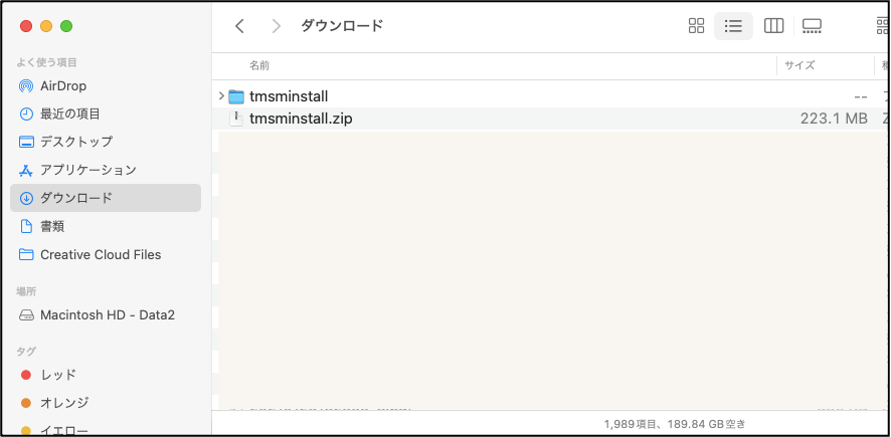 ダウンロード
よく使う項目
AirDrop
最近の項目
デスクトップ
アプリケーション
ダウンロード
書類
Creative Cloud Files
場所
Macintosh HD - Data2
タグ
レッド
オレンジ
イエロー
名前 サイズ
tmsminstall --
tmsminstall.zip 223.1 MB
1,989項目、189.84 GB空き